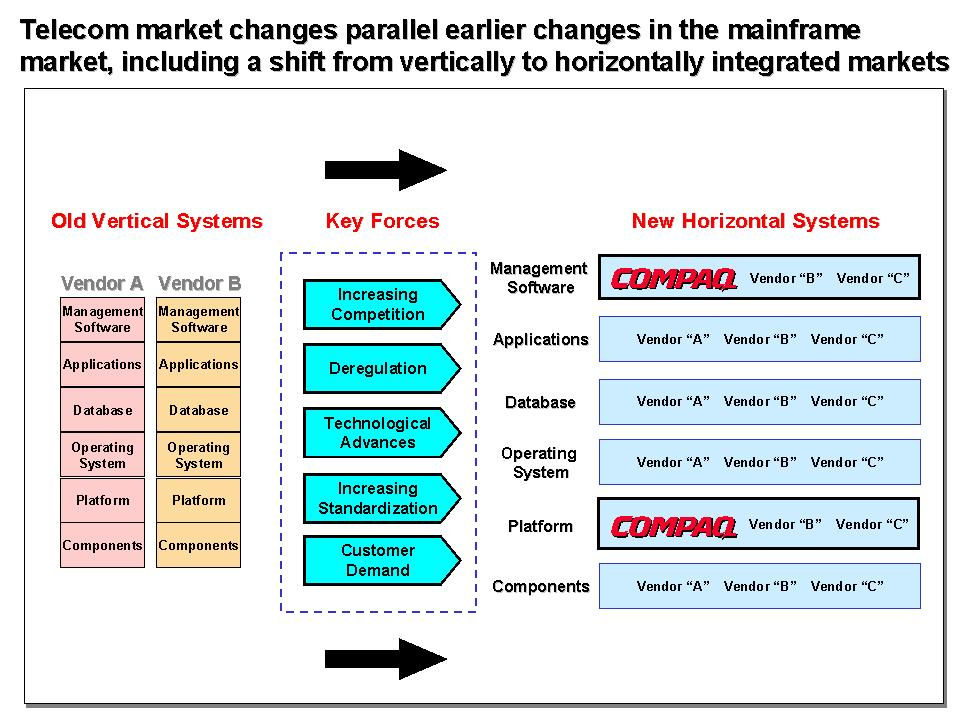 Telecom market changes parallel earlier changes in the mainframe
market, including a shift from vertically to horizontally integrated markets
Old Vertical Systems
Vendor A Vendor B
Management
Software
Management
Software
Applications Applications
Database Database
Operating
System
Operating
System
Platform Platform
Components Components
Key Forces
Increasing
Competition
Deregulation
Technological
Advances
Increasing
Standardization
Customer
Demand
New Horizontal Systems
Management
Software
COMPAQ Vendor “B” Vendor “C”
Applications
Vendor “A” Vendor “B” Vendor “C”
Database
Vendor “A” Vendor “B” Vendor “C”
Operating
System
Vendor “A” Vendor “B” Vendor “C”
Platform
COMPAQ Vendor “B” Vendor “C”
Components
Vendor “A” Vendor “B” Vendor “C”